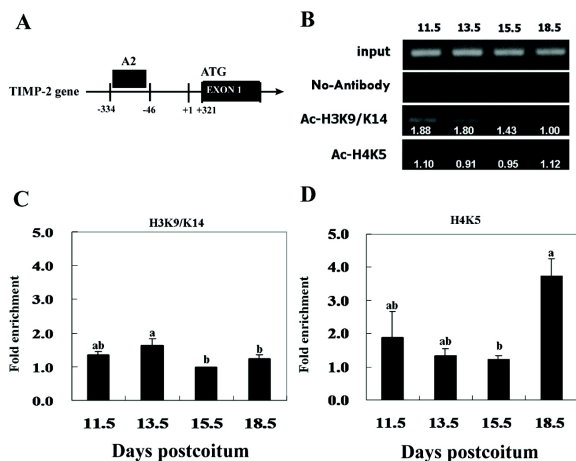 A
A2
ATG
TIMP-2 gene
EXON 1
-334
-46
+1
+321
B
11.5 13.5 15.5 18.5
input
No-Antibody
Ac-H3K9/K14
1.88 1.80 1.43 1.00
Ac-H4K5
1.10 0.91 0.95 1.12
C
H3K9/K14
Fold enrichment
5.0
4.0
3.0
2.0
1.0
0.0
ab
a
b
b
11.5 13.5 15.5 18.5
Days postcoitum
D
H4K5
Fold enrichment
5.0
4.0
3.0
2.0
1.0
0.0
ab
ab
b
a
11.5 13.5 15.5 18.5
Days postcoitum